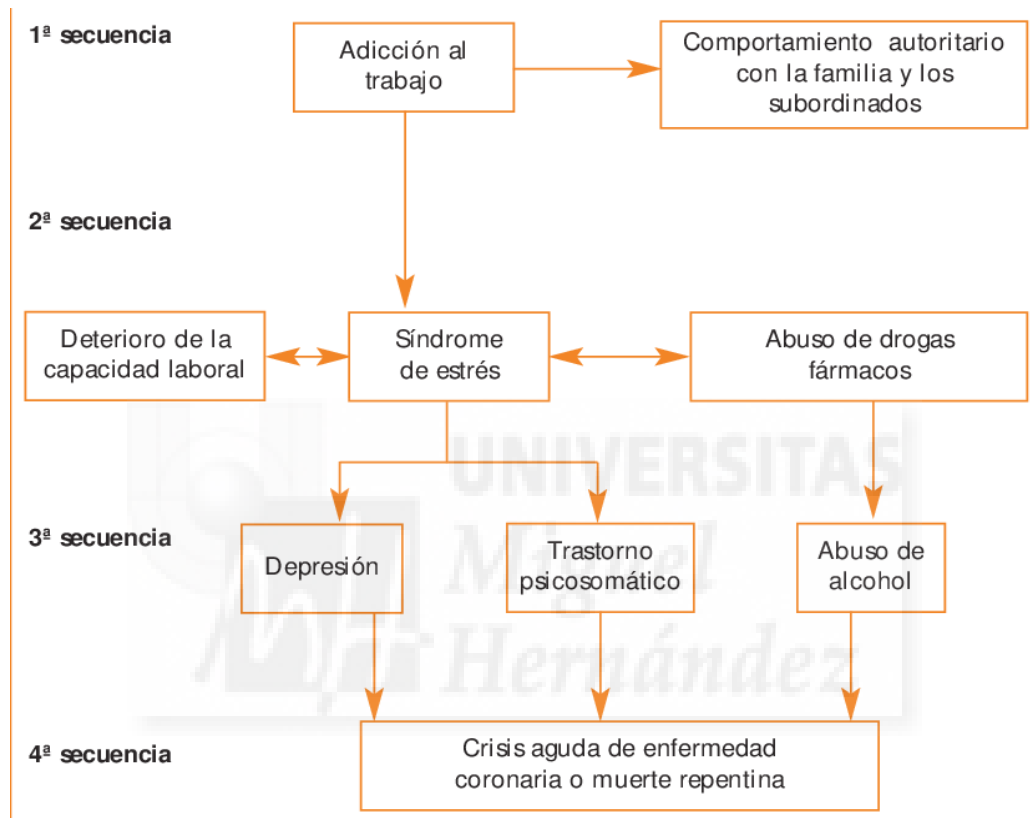 1ª secuencia
Adicción al
trabajo
Comportamiento autoritario
con la familia y los
subordinados
2ª secuencia
Deterioro de la
capacidad laboral
Síndrome
de estrés
Abuso de drogas
fármacos
UNIVERSITAS
Miguel
Hernández
3ª secuencia
Depresión
Trastorno
psicosomático
Abuso de
alcohol
4ª secuencia
Crisis aguda de enfermedad
coronaria o muerte repentina